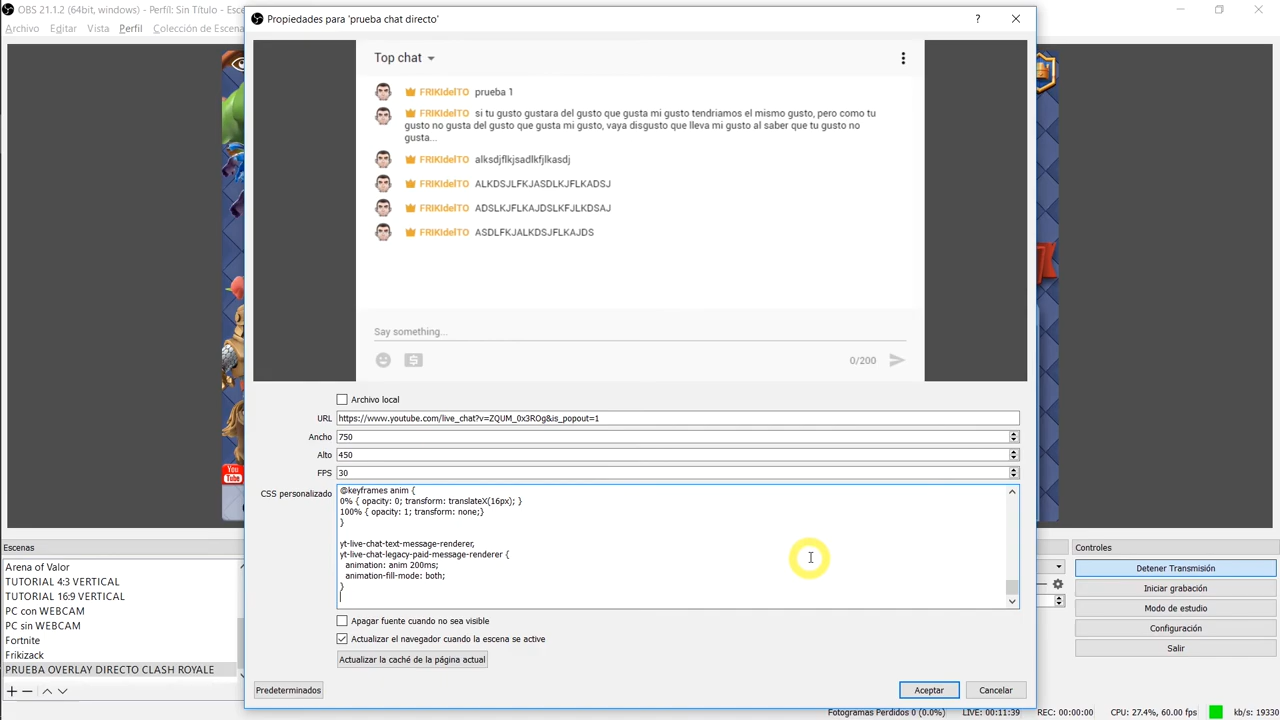 OBS 21.1.2 (64bit, windows) - Perfil: Sin Título - Esce
Archivo Editar Vista Perfil Colección de Escena
Propiedades para 'prueba chat directo'
?
Top chat
FRIKIdelTO prueba 1
FRIKIdelTO si tu gusto gustara del gusto que gusta mi gusto tendriamos el mismo gusto, pero como tu
gusto no gusta del gusto que gusta mi gusto, vaya disgusto que lleva mi gusto al saber que tu gusto no
gusta...
FRIKIdelTO alksdjflkjsadlkfjlkasdj
FRIKIdelTO ALKDSJLFKJASDLKJFLKADSJ
FRIKIdelTO ADSLKJFLKAJDSLKFJLKDSAJ
FRIKIdelTO ASDLFKJALKDSJFLKAJDS
Say something...
0/200
You
Tube
Archivo local
URL https://www.youtube.com/live_chat?v=ZQUM_0x3ROg&is_popout=1
Ancho 750
Alto 450
FPS 30
CSS personalizado
@keyframes anim {
0% { opacity: 0; transform: translateX(16px); }
100% { opacity: 1; transform: none;}
}
yt-live-chat-text-message-renderer,
yt-live-chat-legacy-paid-message-renderer {
animation: anim 200ms;
animation-fill-mode: both;
}
Apagar fuente cuando no sea visible
Actualizar el navegador cuando la escena se active
Actualizar la caché de la página actual
Predeterminados
Aceptar
Cancelar
Escenas
Arena of Valor
TUTORIAL 4:3 VERTICAL
TUTORIAL 16:9 VERTICAL
PC con WEBCAM
PC sin WEBCAM
Fortnite
Frikizack
PRUEBA OVERLAY DIRECTO CLASH ROYALE
Controles
Detener Transmisión
Iniciar grabación
Modo de estudio
Configuración
Salir
Fotogramas Perdidos 0 (0.0%) LIVE: 00:11:39 REC: 00:00:00 CPU: 27.4%, 60.00 fps kb/s: 19330